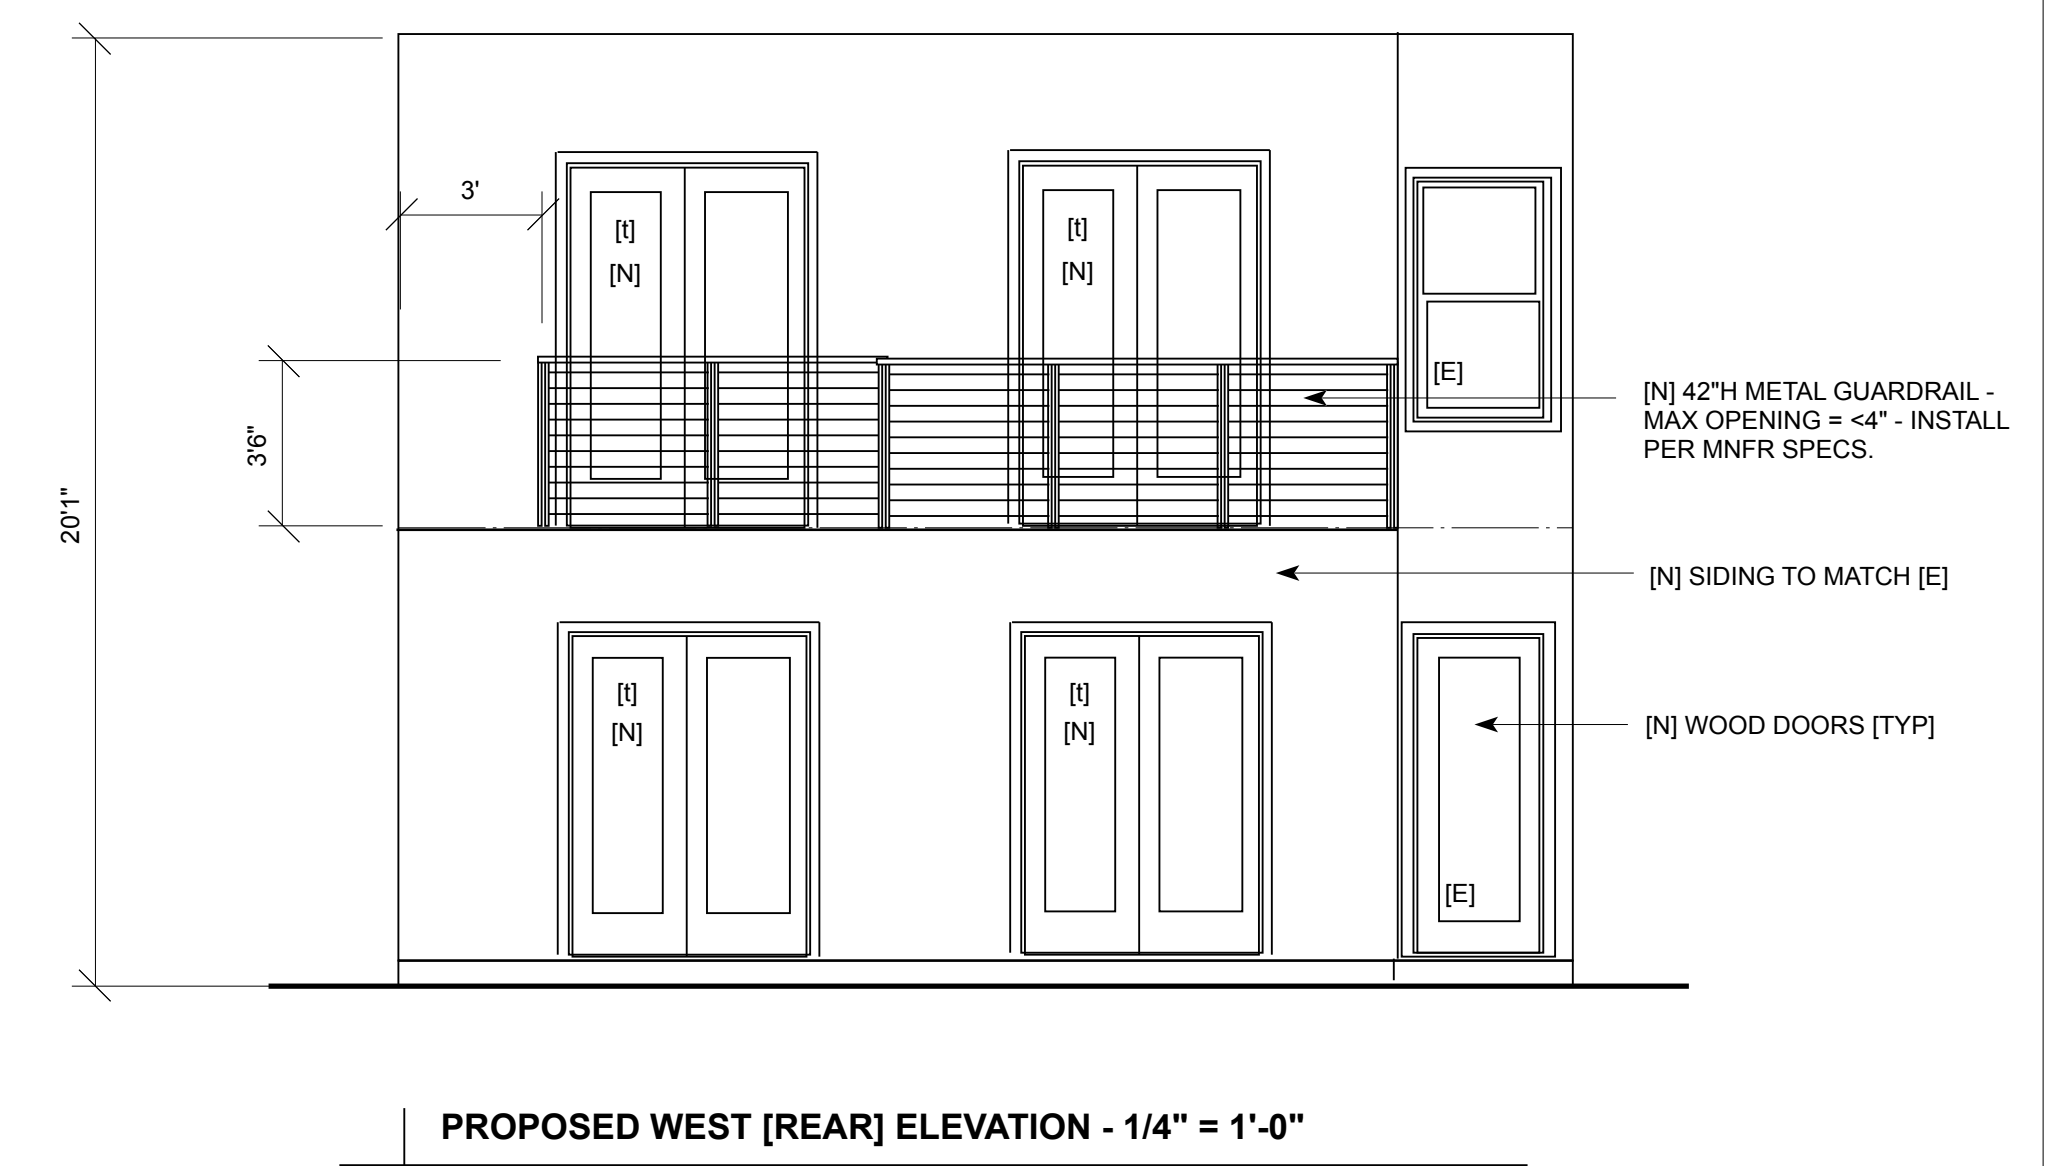 3'
[t]
[N]
[t]
[N]
[E]
[N] 42"H METAL GUARDRAIL -
MAX OPENING = <4" - INSTALL
PER MNFR SPECS.
3'6"
20'1"
[N] SIDING TO MATCH [E]
[t]
[N]
[t]
[N]
[N] WOOD DOORS [TYP]
[E]
PROPOSED WEST [REAR] ELEVATION - 1/4" = 1'-0"